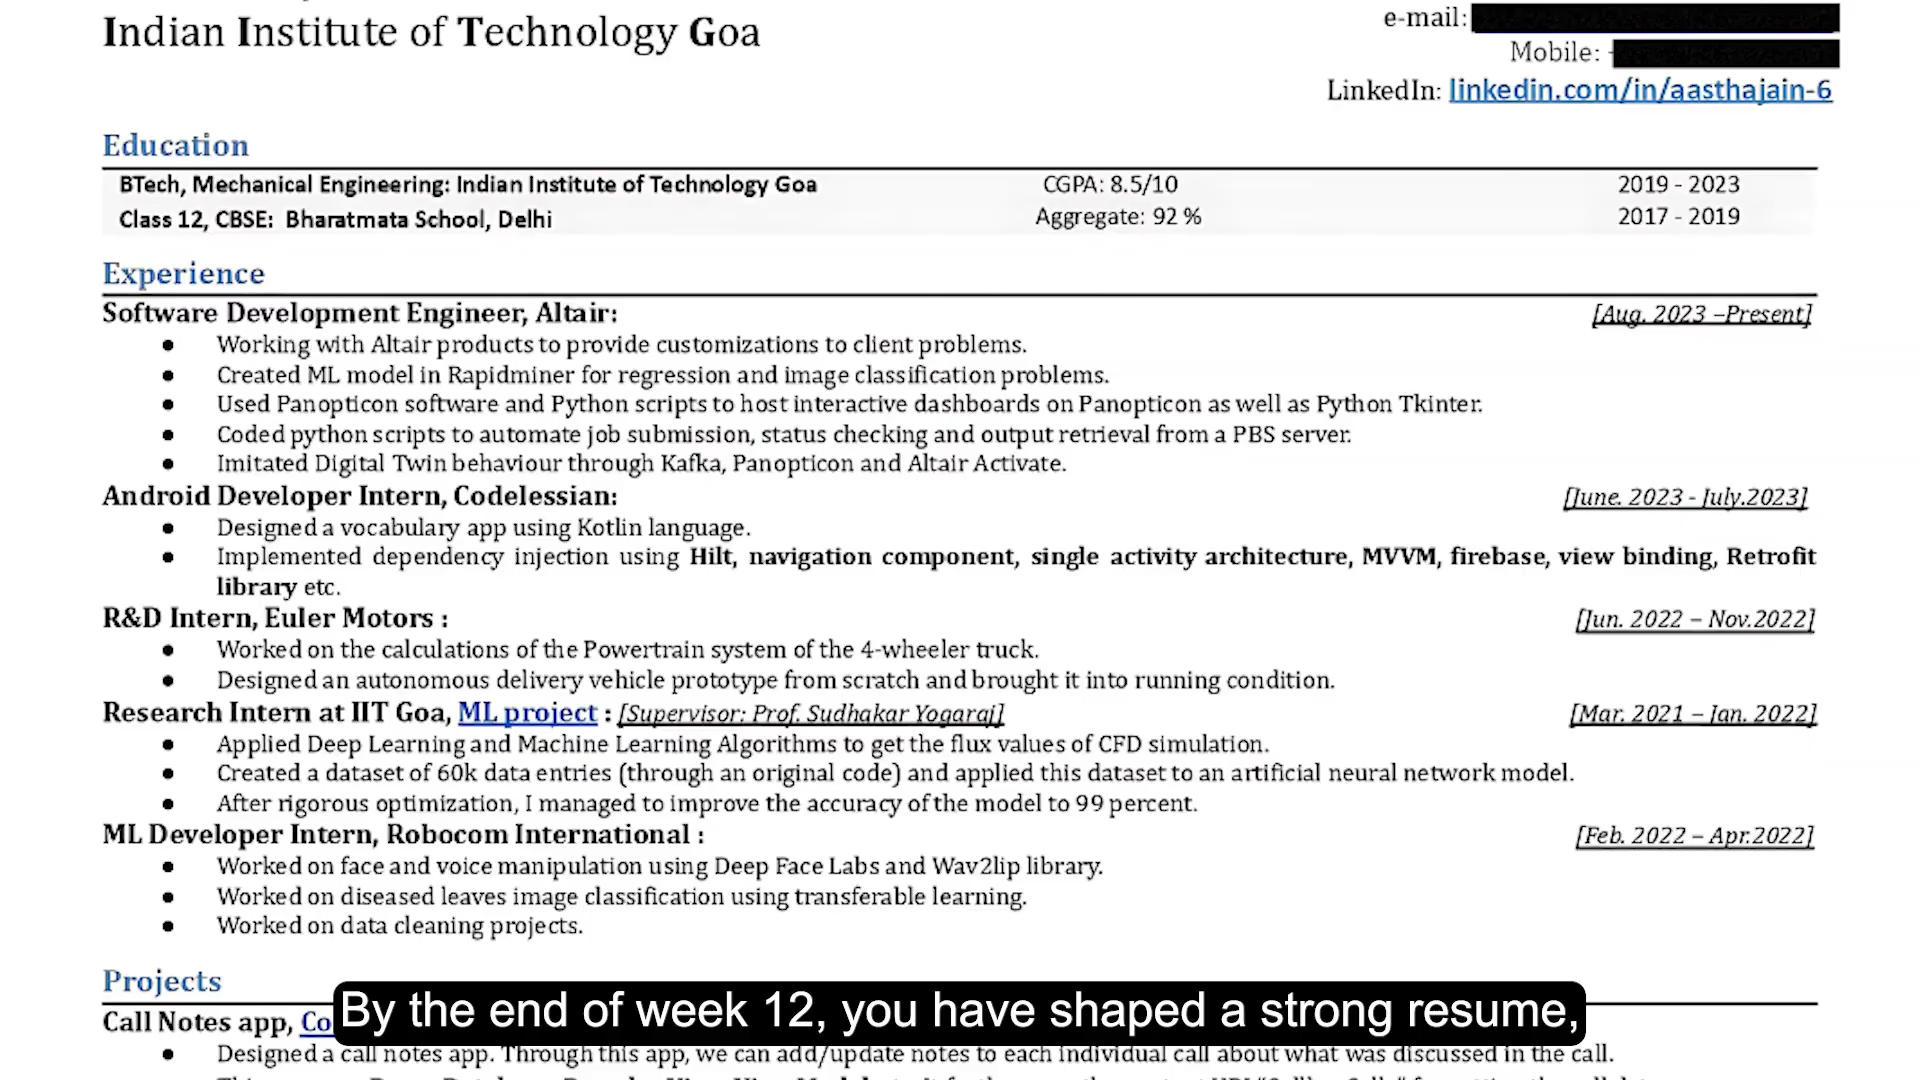 Indian Institute of Technology Goa
e-mail:
Mobile:
LinkedIn: linkedin.com/in/aasthajain-6
Education
BTech, Mechanical Engineering: Indian Institute of Technology Goa CGPA: 8.5/10 2019 - 2023
Class 12, CBSE: Bharatmata School, Delhi Aggregate: 92 % 2017 - 2019
Experience
Software Development Engineer, Altair: [Aug. 2023 –Present]
● Working with Altair products to provide customizations to client problems.
● Created ML model in Rapidminer for regression and image classification problems.
● Used Panopticon software and Python scripts to host interactive dashboards on Panopticon as well as Python Tkinter.
● Coded python scripts to automate job submission, status checking and output retrieval from a PBS server.
● Imitated Digital Twin behaviour through Kafka, Panopticon and Altair Activate.
Android Developer Intern, Codelessian: [June. 2023 - July.2023]
● Designed a vocabulary app using Kotlin language.
● Implemented dependency injection using Hilt, navigation component, single activity architecture, MVVM, firebase, view binding, Retrofit
library etc.
R&D Intern, Euler Motors : [Jun. 2022 – Nov.2022]
● Worked on the calculations of the Powertrain system of the 4-wheeler truck.
● Designed an autonomous delivery vehicle prototype from scratch and brought it into running condition.
Research Intern at IIT Goa, ML project : [Supervisor: Prof. Sudhakar Yogaraj] [Mar. 2021 – Jan. 2022]
● Applied Deep Learning and Machine Learning Algorithms to get the flux values of CFD simulation.
● Created a dataset of 60k data entries (through an original code) and applied this dataset to an artificial neural network model.
● After rigorous optimization, I managed to improve the accuracy of the model to 99 percent.
ML Developer Intern, Robocom International : [Feb. 2022 – Apr.2022]
● Worked on face and voice manipulation using Deep Face Labs and Wav2lip library.
● Worked on diseased leaves image classification using transferable learning.
● Worked on data cleaning projects.
Projects
By the end of week 12, you have shaped a strong resume,
Call Notes app, Co
● Designed a call notes app. Through this app, we can add/update notes to each individual call about what was discussed in the call.